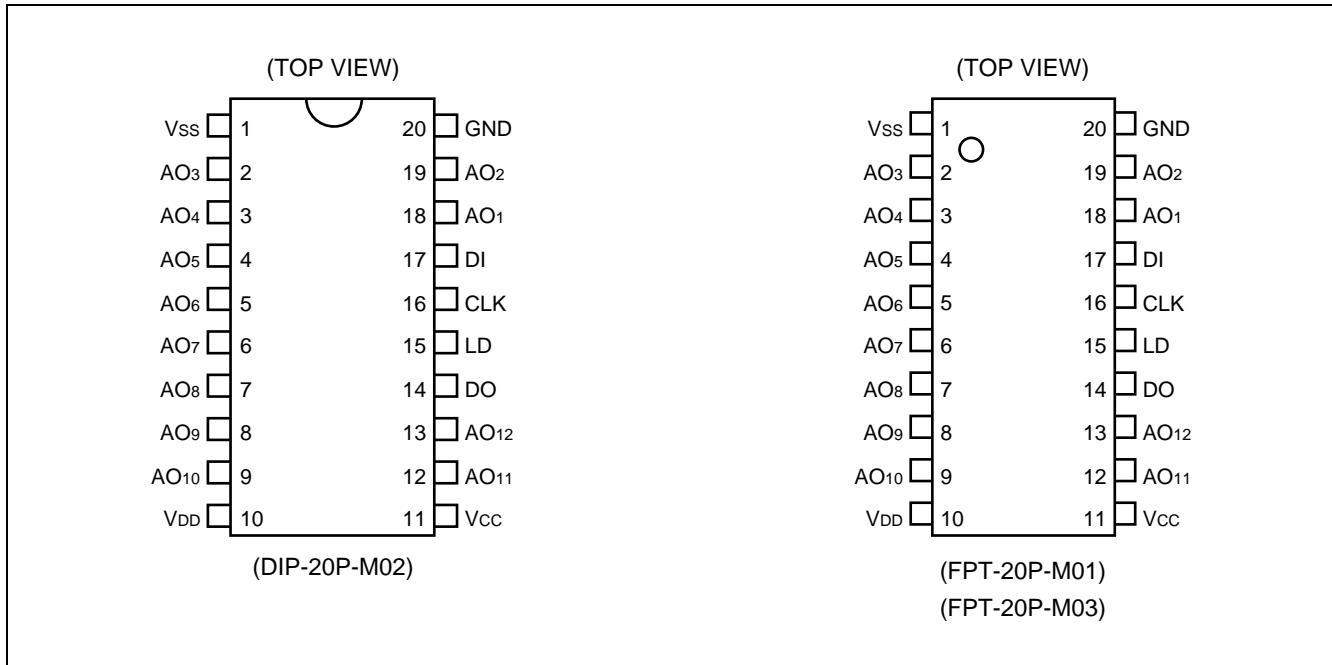 (TOP VIEW)
VSS 1 20 GND
AO3 2 19 AO2
AO4 3 18 AO1
AO5 4 17 DI
AO6 5 16 CLK
AO7 6 15 LD
AO8 7 14 DO
AO9 8 13 AO12
AO10 9 12 AO11
VDD 10 11 VCC
(DIP-20P-M02)
(TOP VIEW)
VSS 1 20 GND
AO3 2 19 AO2
AO4 3 18 AO1
AO5 4 17 DI
AO6 5 16 CLK
AO7 6 15 LD
AO8 7 14 DO
AO9 8 13 AO12
AO10 9 12 AO11
VDD 10 11 VCC
(FPT-20P-M01)
(FPT-20P-M03)